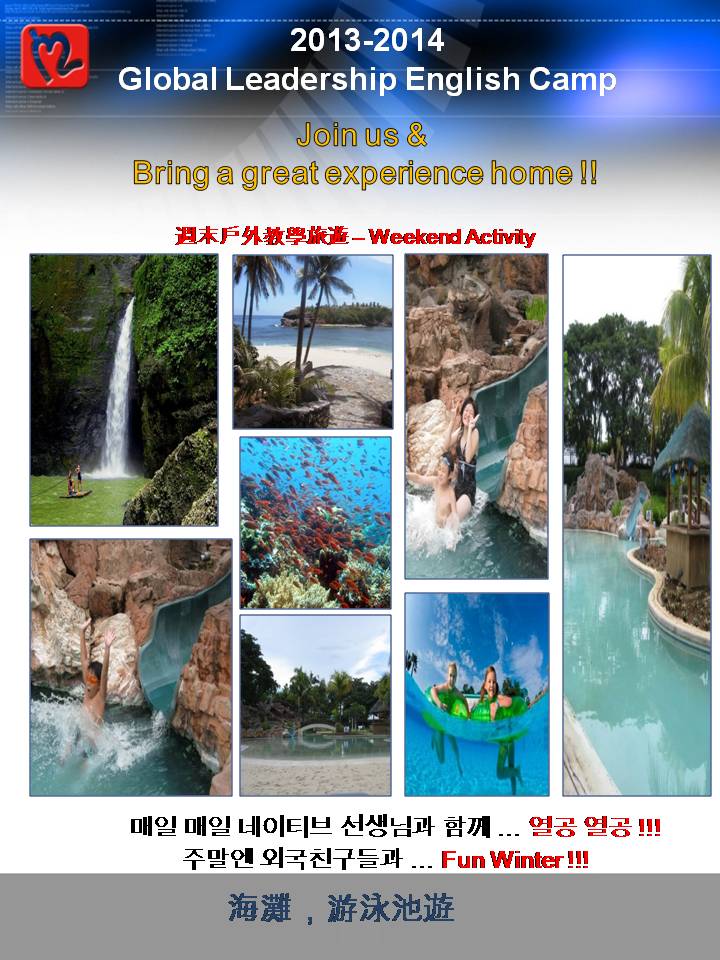 2013-2014
Global Leadership English Camp
Join us &
Bring a great experience home !!
週末戶外教學旅遊 – Weekend Activity
매일 매일 네이티브 선생님과 함께 ... 열공 열공 !!!
주말엔 외국친구들과 ... Fun Winter !!!
海灘，游泳池遊